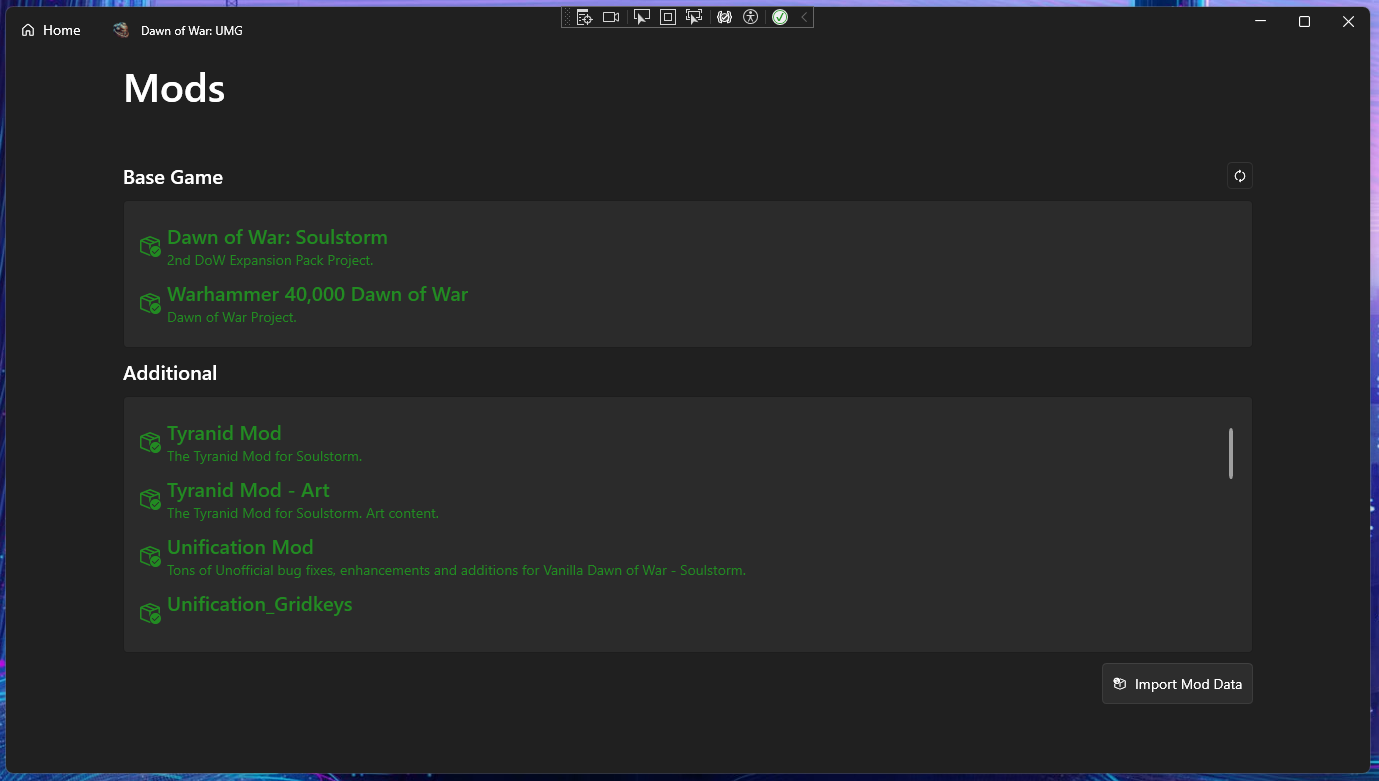 Home
Dawn of War: UMG
Mods
Base Game
Dawn of War: Soulstorm
2nd DoW Expansion Pack Project.
Warhammer 40,000 Dawn of War
Dawn of War Project.
Additional
Tyranid Mod
The Tyranid Mod for Soulstorm.
Tyranid Mod - Art
The Tyranid Mod for Soulstorm. Art content.
Unification Mod
Tons of Unofficial bug fixes, enhancements and additions for Vanilla Dawn of War - Soulstorm.
Unification_Gridkeys
Import Mod Data